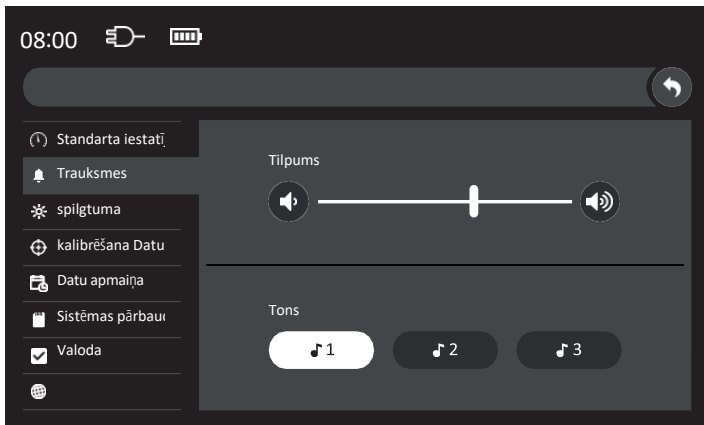 08:00
Standarta iestatī
Trauksmes
spilgtuma
kalibrēšana Datu
Datu apmaiņa
Sistēmas pārbau
Valoda
Tilpums
Tons
1
2
3